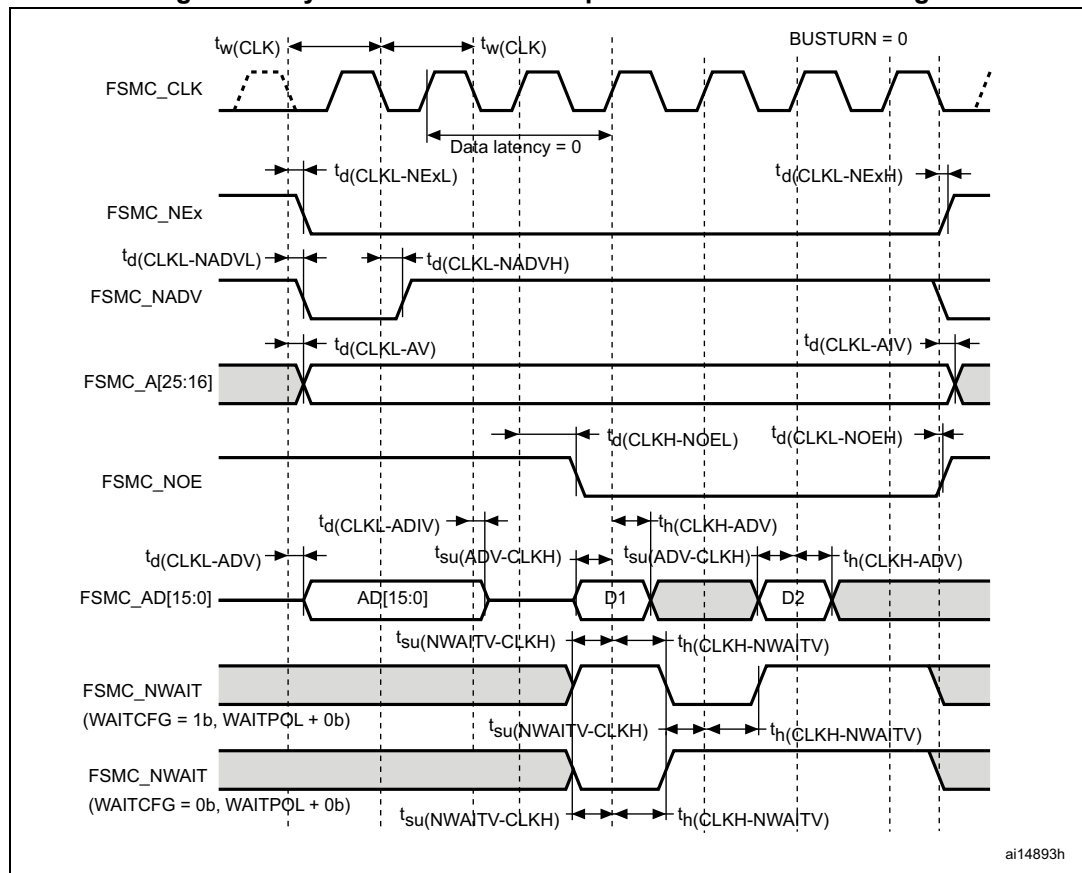 tw(CLK) tw(CLK) BUSTURN = 0
FSMC_CLK
Data latency = 0
td(CLKL-NExL) td(CLKL-NExH)
FSMC_NEx
td(CLKL-NADVL) td(CLKL-NADVH)
FSMC_NADV
td(CLKL-AV) td(CLKL-AIV)
FSMC_A[25:16]
td(CLKH-NOEL) td(CLKL-NOEH)
FSMC_NOE
td(CLKL-ADIV) th(CLKH-ADV)
td(CLKL-ADV) tsu(ADV-CLKH) tsu(ADV-CLKH) th(CLKH-ADV)
FSMC_AD[15:0] AD[15:0] D1 D2
tsu(NWAITV-CLKH) th(CLKH-NWAITV)
FSMC_NWAIT
(WAITCFG = 1b, WAITPOL + 0b)
tsu(NWAITV-CLKH) th(CLKH-NWAITV)
FSMC_NWAIT
(WAITCFG = 0b, WAITPOL + 0b)
tsu(NWAITV-CLKH) th(CLKH-NWAITV)
ai14893h